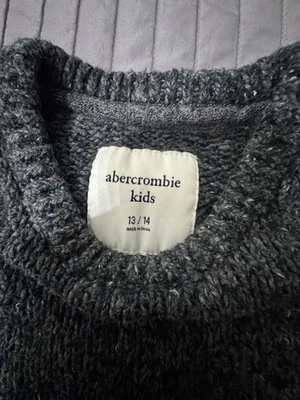 abercrombie
kids
13 / 14
MADE IN CHINA